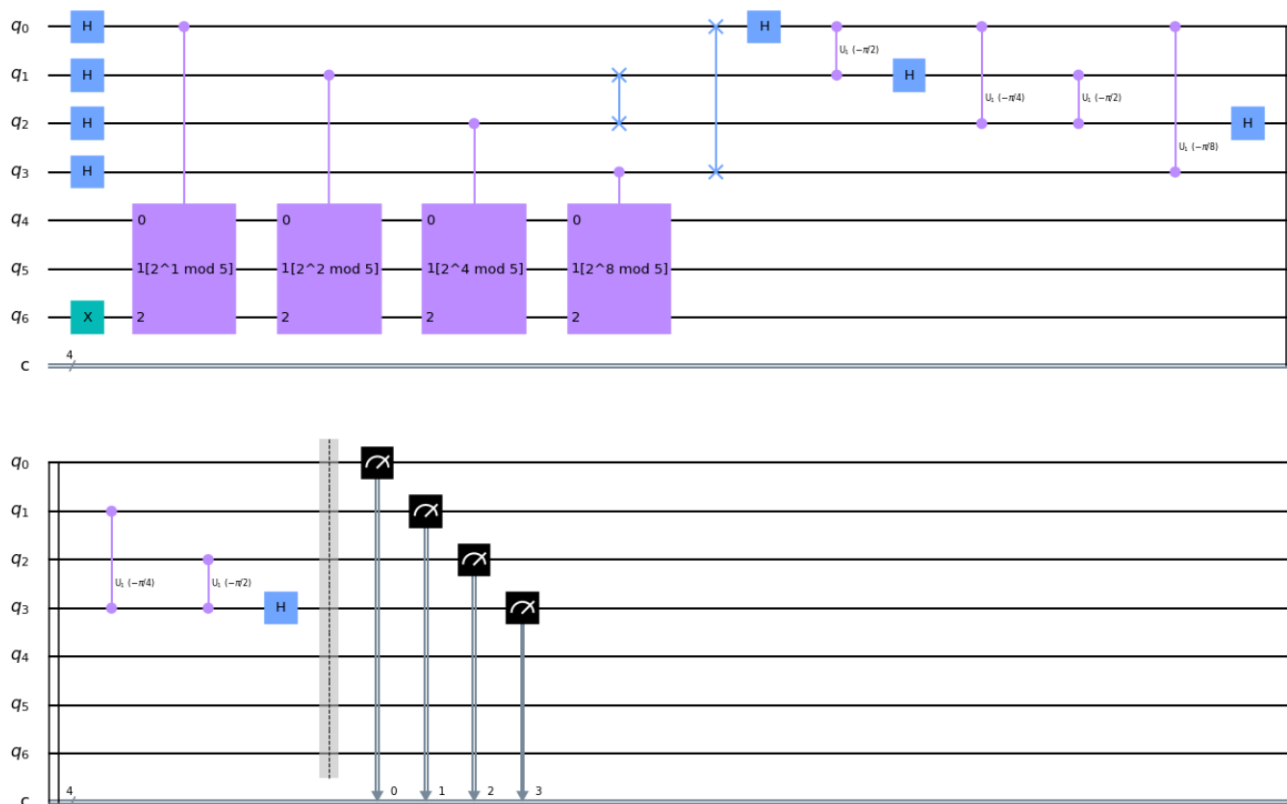 q0 H H
q1 H U1 (−π/2) H
q2 H U1 (−π/4) U1 (−π/2) H
q3 H U1 (−π/8)
q4 0 0 0 0
q5 1[2^1 mod 5] 1[2^2 mod 5] 1[2^4 mod 5] 1[2^8 mod 5]
q6 X 2 2 2 2
4
c
q0
q1
q2
U1 (−π/4) U1 (−π/2)
q3 H
q4
q5
q6
4 0 1 2 3
c